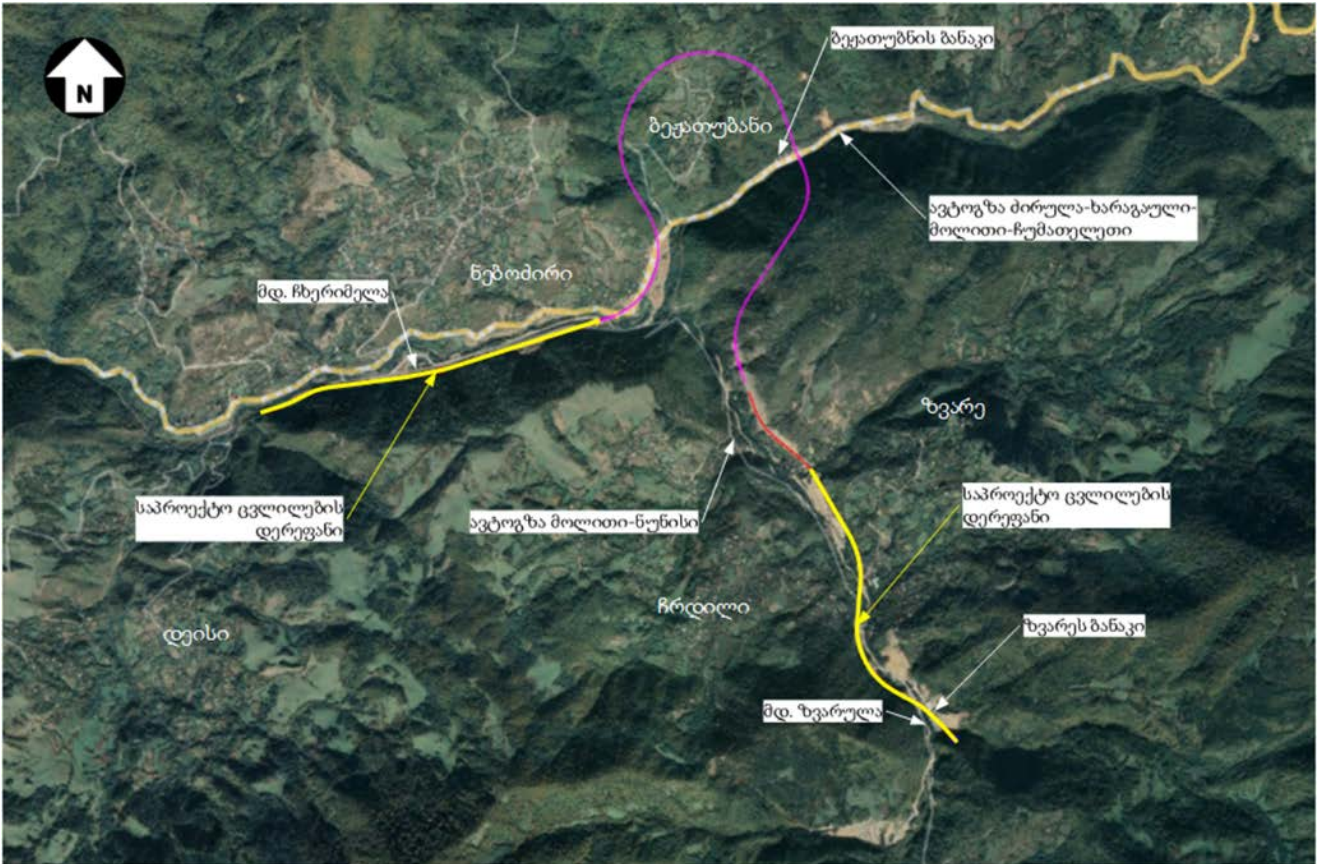 ბეჟათუბნის ბანაკი
N
ბეჟათუბანი
ავტოგზა ძირულა-ხარაგაული-
მოლითი-ჩუმათელეთი
ნებოძირი
მდ. ჩხერიმელა
ზვარე
საპროექტო ცვლილების
დერეფანი
საპროექტო ცვლილების
დერეფანი
ავტოგზა მოლითი-ნუნისი
ჩრდილი
დეისი
ზვარეს ბანაკი
მდ. ზვარულა